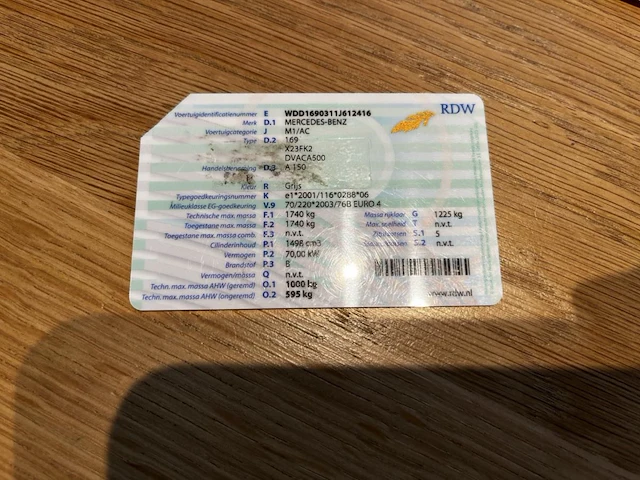 RDW
Voertuigidentificatienummer E WDD1690311J612416
Merk D.1 MERCEDES-BENZ
Voertuigcategorie J M1/AC
Type D.2 169
X23FK2
DVACA500
Handelsbenaming D.3 A 150
Kleur R Grijs
Typegoedkeuringsnummer K e1*2001/116*0288*06
Milieuklasse EG-goedkeuring V.9 70/220*2003/76B EURO 4
Technische max. massa F.1 1740 kg Massa rijklaar G 1225 kg
Toegestane max. massa F.2 1740 kg Max. snelheid T n.v.t.
Toegestane max. massa comb. F.3 n.v.t. Zitplaatsen S.1 5
Cilinderinhoud P.1 1498 cm3 Staanplaatsen S.2 n.v.t.
Vermogen P.2 70,00 kW
Brandstof P.3 B
Vermogen/massa Q n.v.t.
Techn. max. massa AHW (geremd) O.1 1000 kg
Techn. max. massa AHW (ongeremd) O.2 595 kg
www.rdw.nl